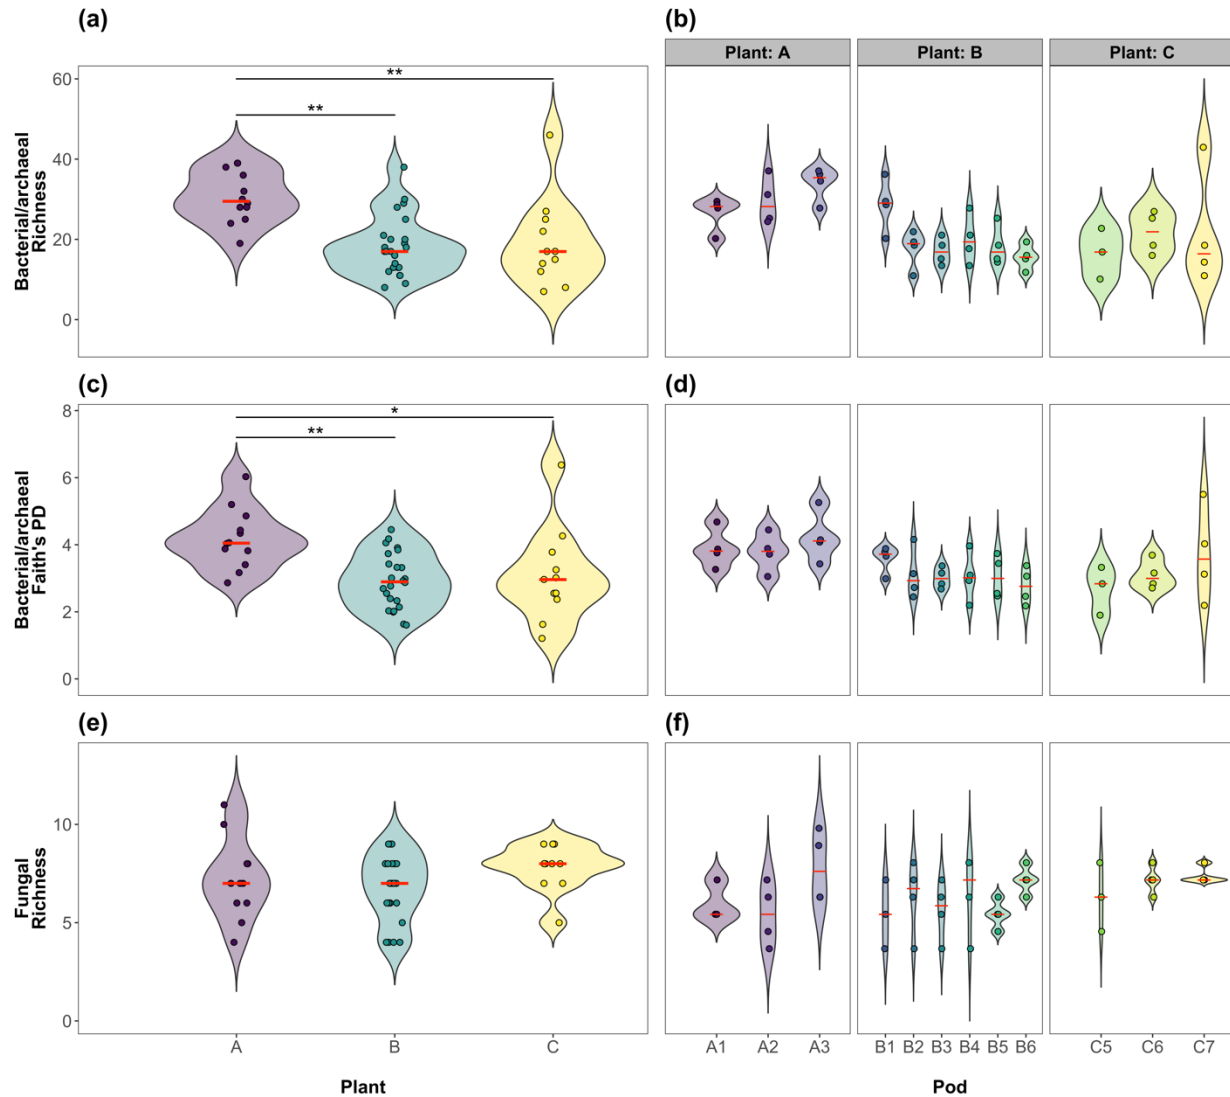 (a)
(b)
Plant: A
Plant: B
Plant: C
Bacterial/archaeal
Richness
60
40
20
0
**
**
(c)
(d)
Bacterial/archaeal
Faith's PD
8
6
4
2
0
*
**
(e)
(f)
Fungal
Richness
10
5
0
A
B
C
A1
A2
A3
B1
B2
B3
B4
B5
B6
C5
C6
C7
Plant
Pod